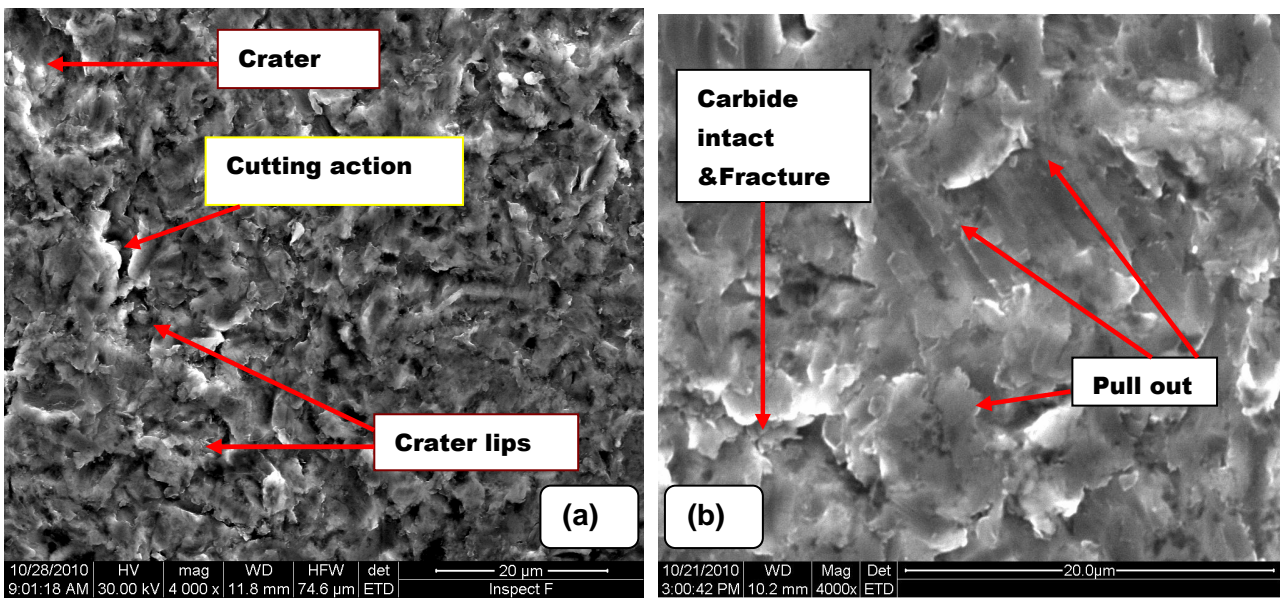 Crater
Cutting action
Crater lips
(a)
10/28/2010 HV mag WD HFW det 20 µm
9:01:18 AM 30.00 kV 4 000 x 11.8 mm 74.6 µm ETD Inspect F
Carbide
intact
&Fracture
Pull out
(b)
10/21/2010 WD Mag Det 20.0µm
3:00:42 PM 10.2 mm 4000x ETD